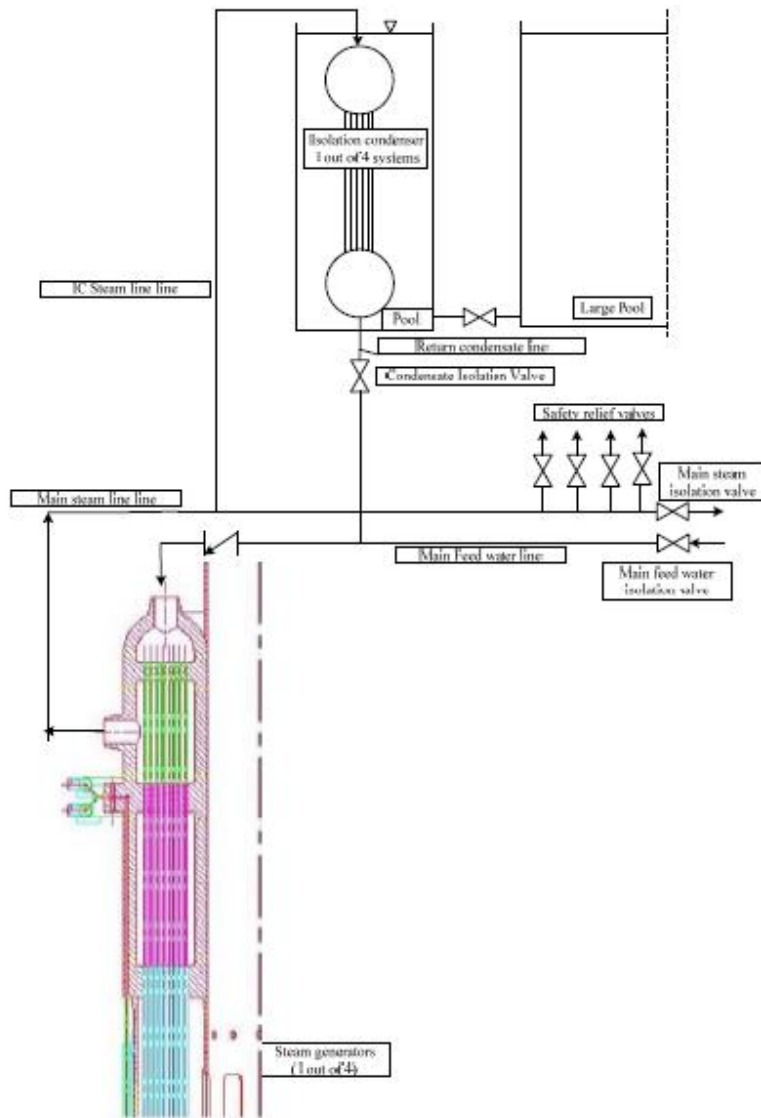 Isolation condenser
1 out of 4 systems
IC Steam line line
Pool
Large Pool
Return condensate line
Condensate Isolation Valve
Safety relief valves
Main steam line line
Main steam
isolation valve
Main Feed water line
Main feed water
isolation valve
Steam generators
(1 out of 4)